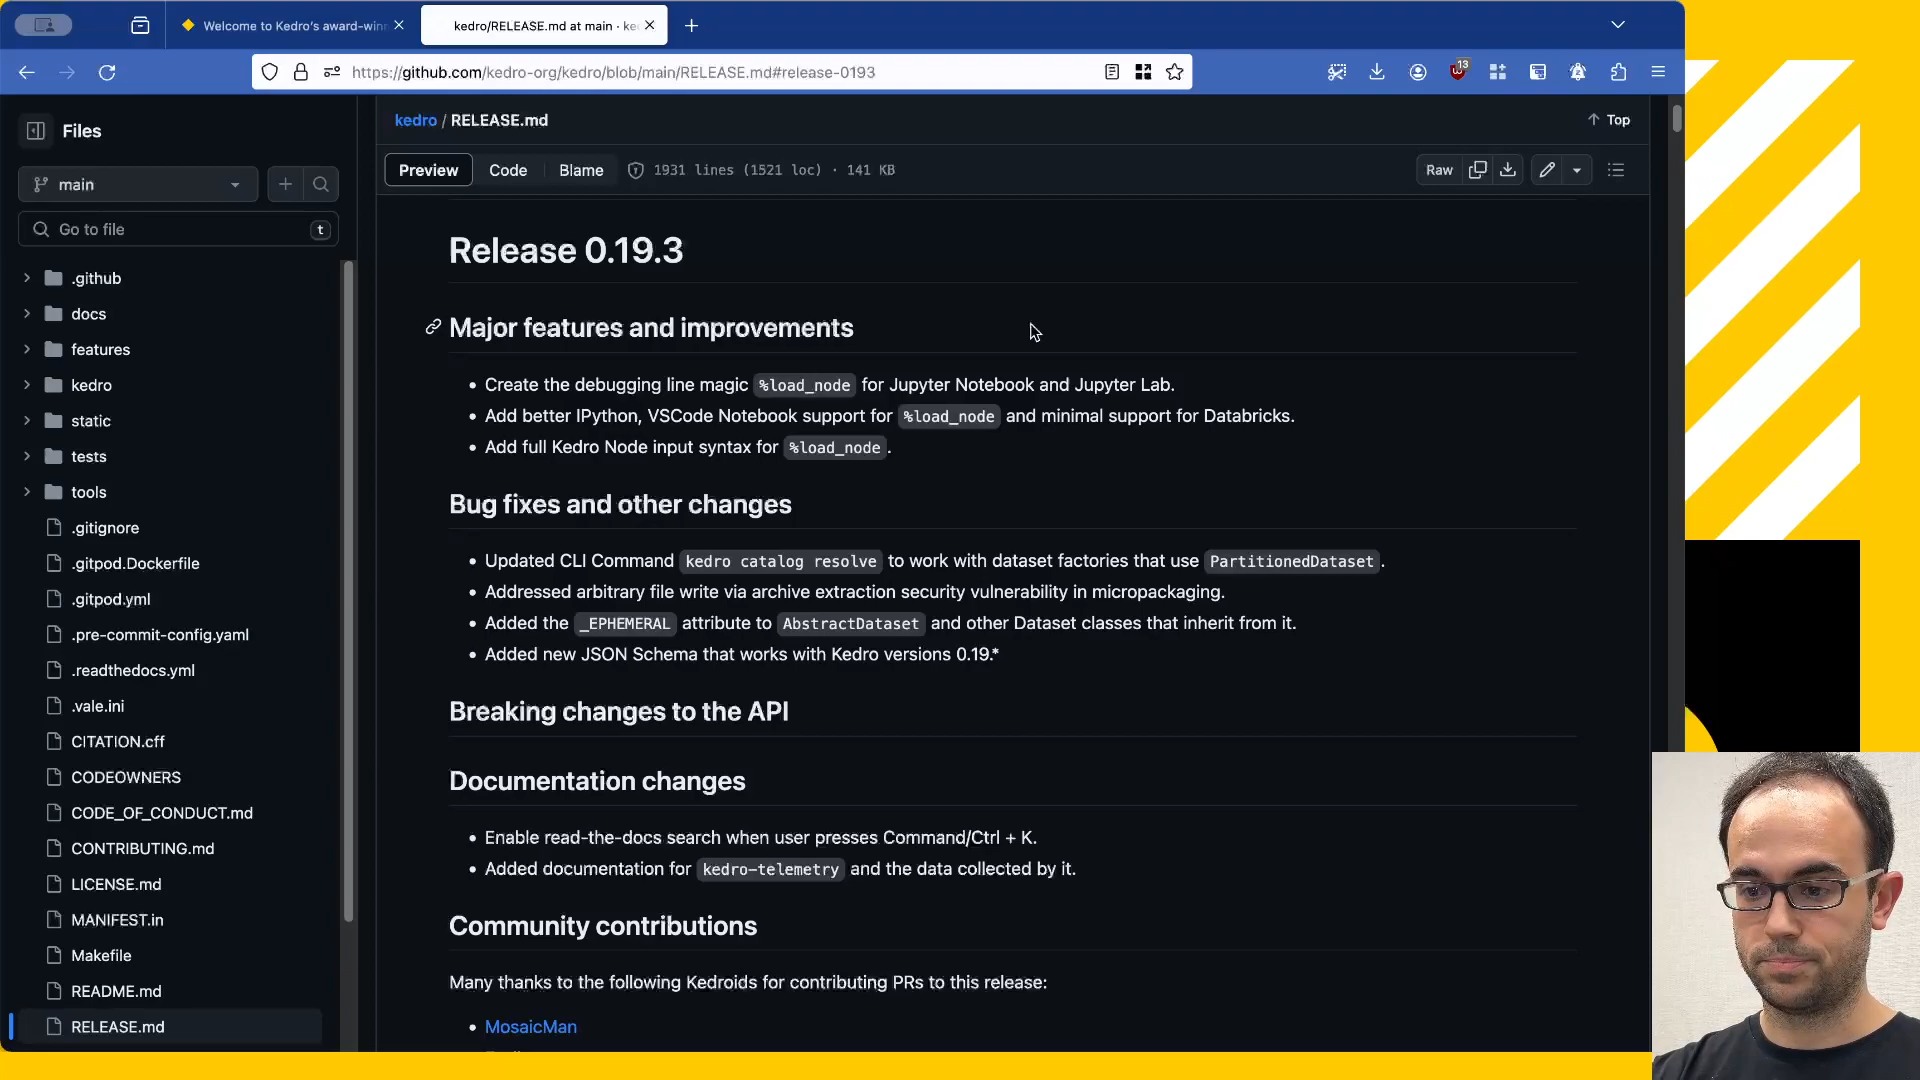 Welcome to Kedro's award-winn
kedro/RELEASE.md at main · ke
https://github.com/kedro-org/kedro/blob/main/RELEASE.md#release-0193
13
Files
kedro / RELEASE.md
Top
main
Preview
Code
Blame
1931 lines (1521 loc) · 141 KB
Raw
Go to file
t
.github
docs
features
kedro
static
tests
tools
.gitignore
.gitpod.Dockerfile
.gitpod.yml
.pre-commit-config.yaml
.readthedocs.yml
.vale.ini
CITATION.cff
CODEOWNERS
CODE_OF_CONDUCT.md
CONTRIBUTING.md
LICENSE.md
MANIFEST.in
Makefile
README.md
RELEASE.md
Release 0.19.3
Major features and improvements
• Create the debugging line magic %load_node for Jupyter Notebook and Jupyter Lab.
• Add better IPython, VSCode Notebook support for %load_node and minimal support for Databricks.
• Add full Kedro Node input syntax for %load_node.
Bug fixes and other changes
• Updated CLI Command kedro catalog resolve to work with dataset factories that use PartitionedDataset.
• Addressed arbitrary file write via archive extraction security vulnerability in micropackaging.
• Added the _EPHEMERAL attribute to AbstractDataset and other Dataset classes that inherit from it.
• Added new JSON Schema that works with Kedro versions 0.19.*
Breaking changes to the API
Documentation changes
• Enable read-the-docs search when user presses Command/Ctrl + K.
• Added documentation for kedro-telemetry and the data collected by it.
Community contributions
Many thanks to the following Kedroids for contributing PRs to this release:
• MosaicMan